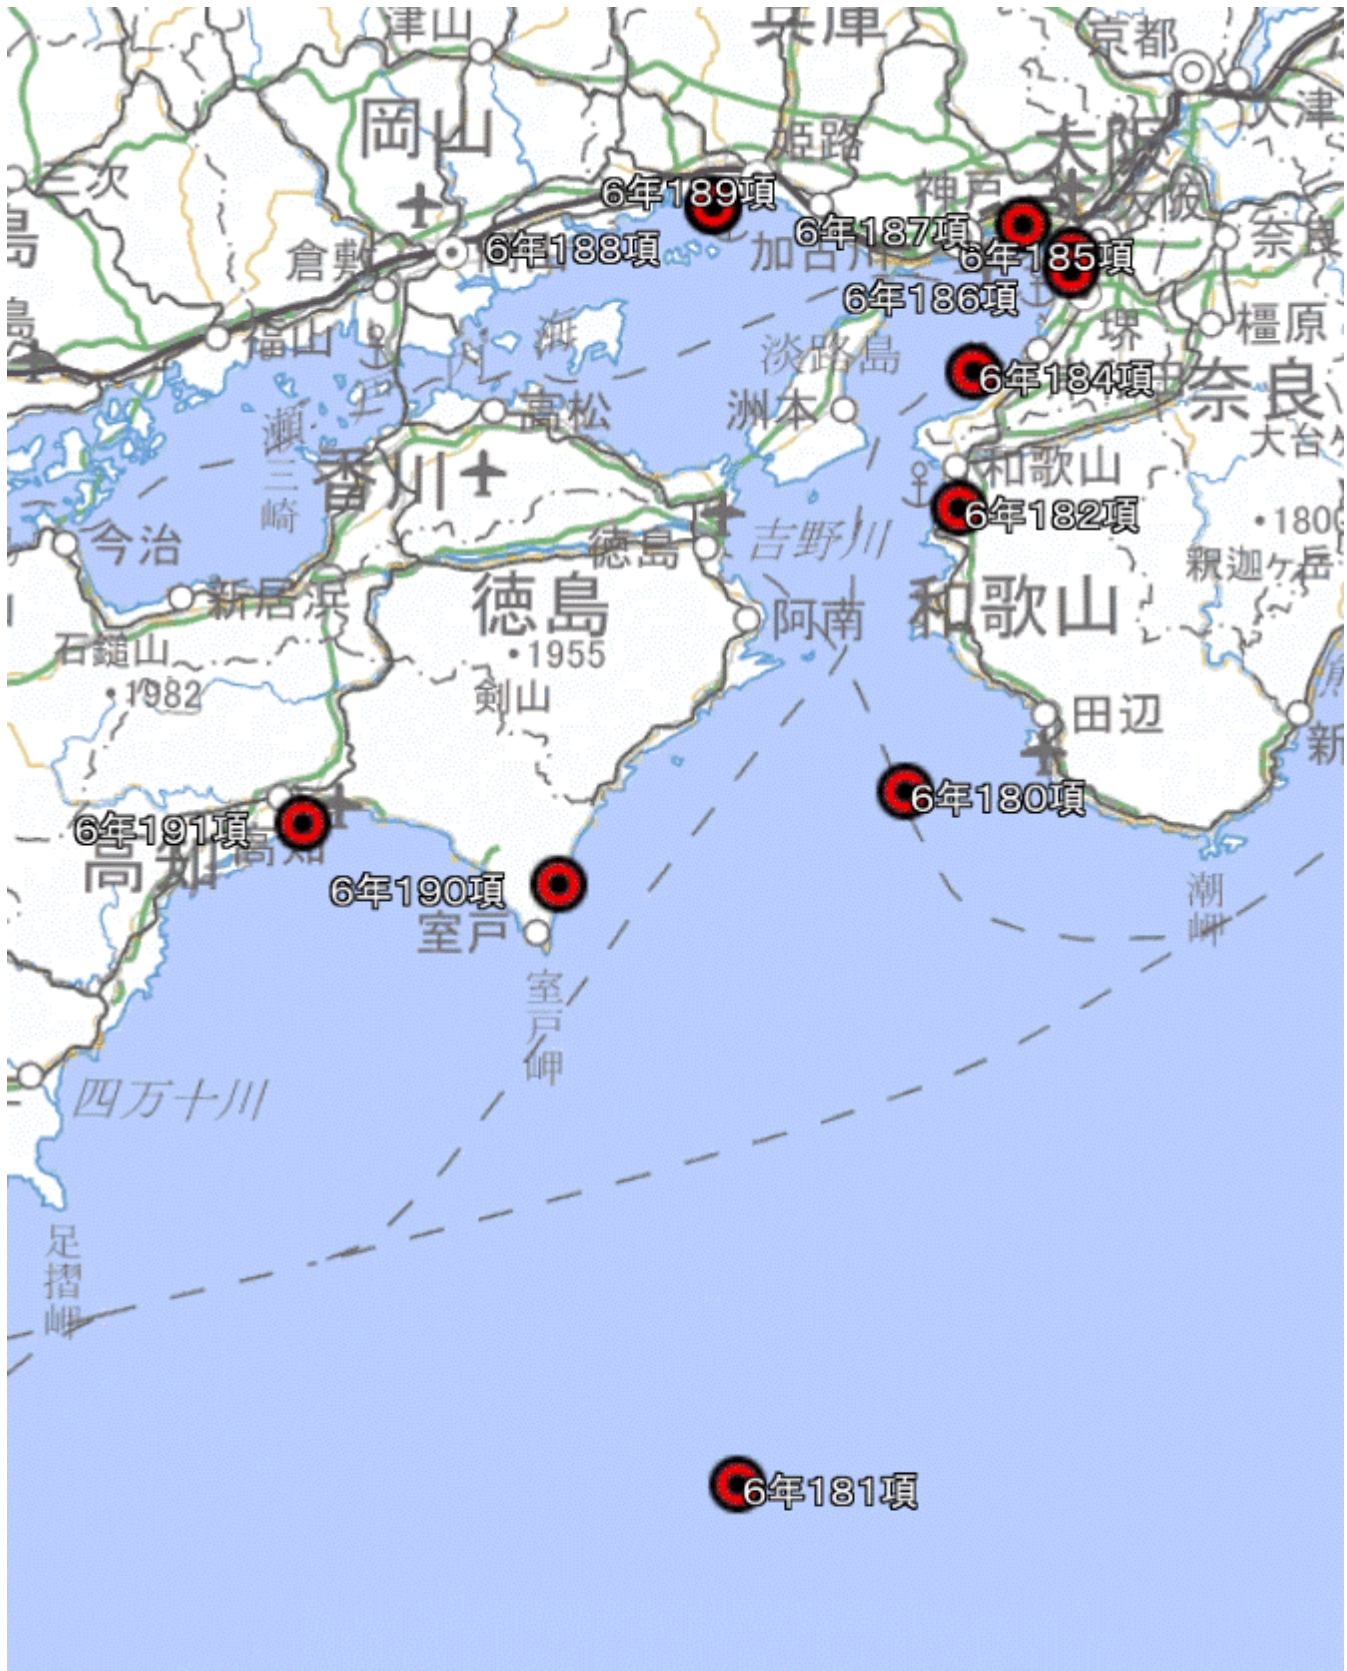 津山
兵庫
京都
岡山
姫路
大阪
大津
三次
神戸
大阪
6年189項
島
倉敷
6年188項
6年187項
奈良
加古川
6年185項
6年186項
島
福山
海
内
戸
瀬
淡路島
堺
橿原
6年184項
奈良
高松
洲本
大台ヶ
三崎
香川
和歌山
6年182項
・1800
今治
徳島
吉野川
釈迦ヶ岳
新居浜
徳島
阿南
和歌山
石鎚山
・1955
・1982
剣山
田辺
新
6年180項
6年191項
高知
高知
6年190項
室戸
潮岬
室戸岬
四万十川
足摺岬
6年181項